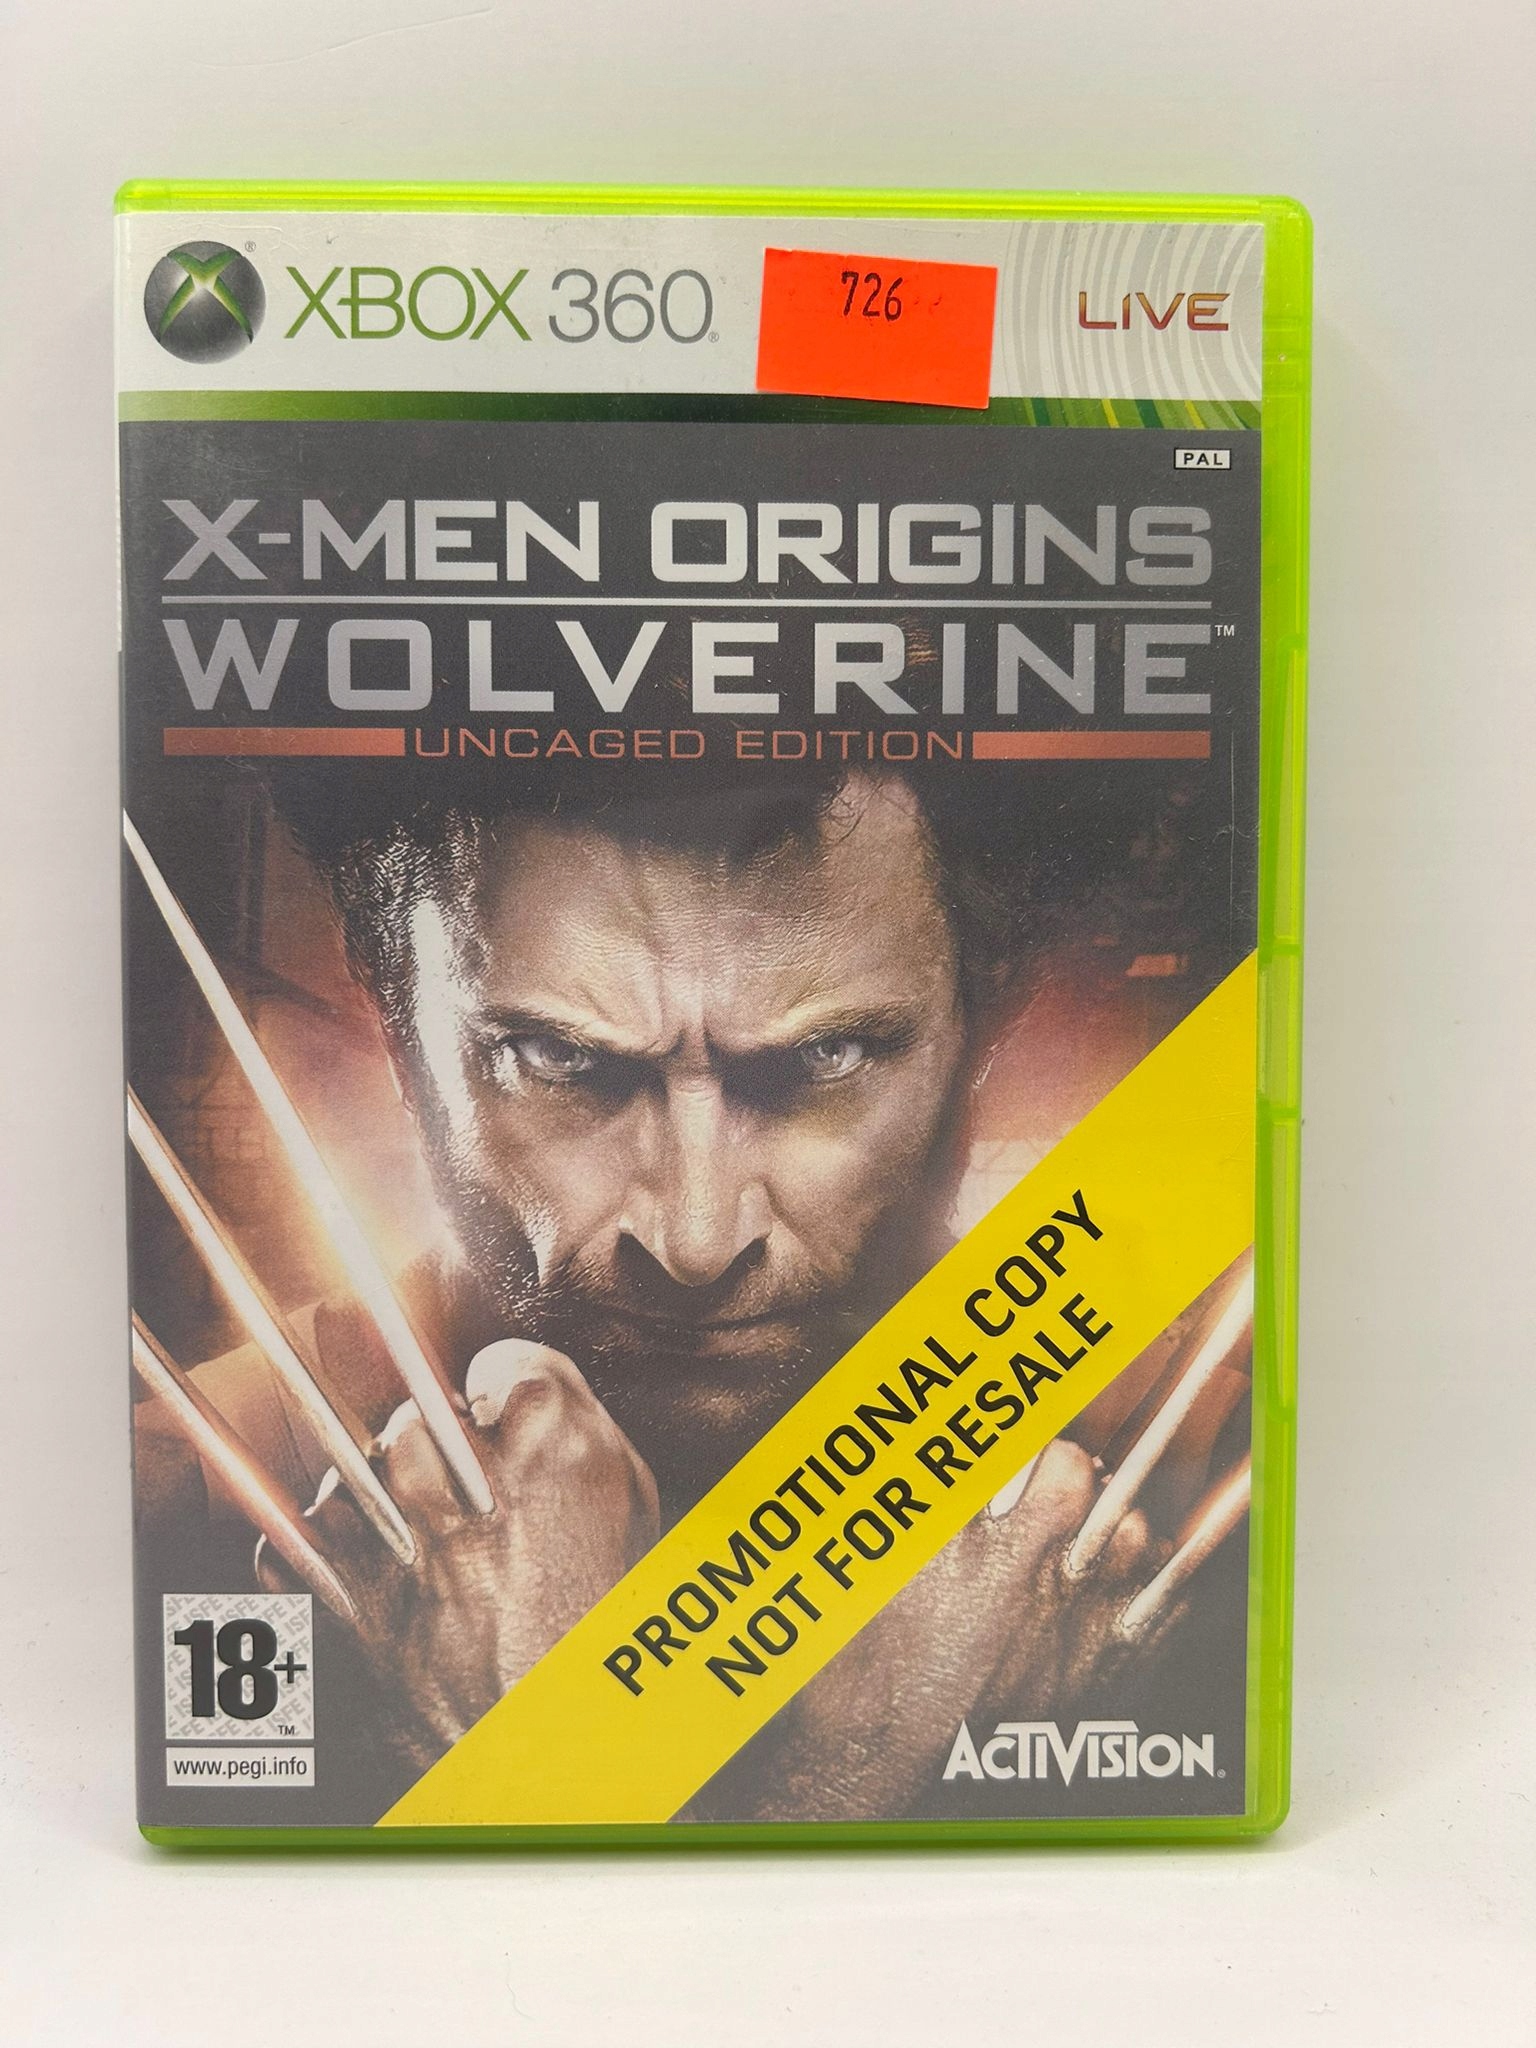 XBOX 360®
726
LIVE
PAL
X-MEN ORIGINS
WOLVERINE™
UNCAGED EDITION
PROMOTIONAL COPY
NOT FOR RESALE
18+™
www.pegi.info
ACTIVISION®